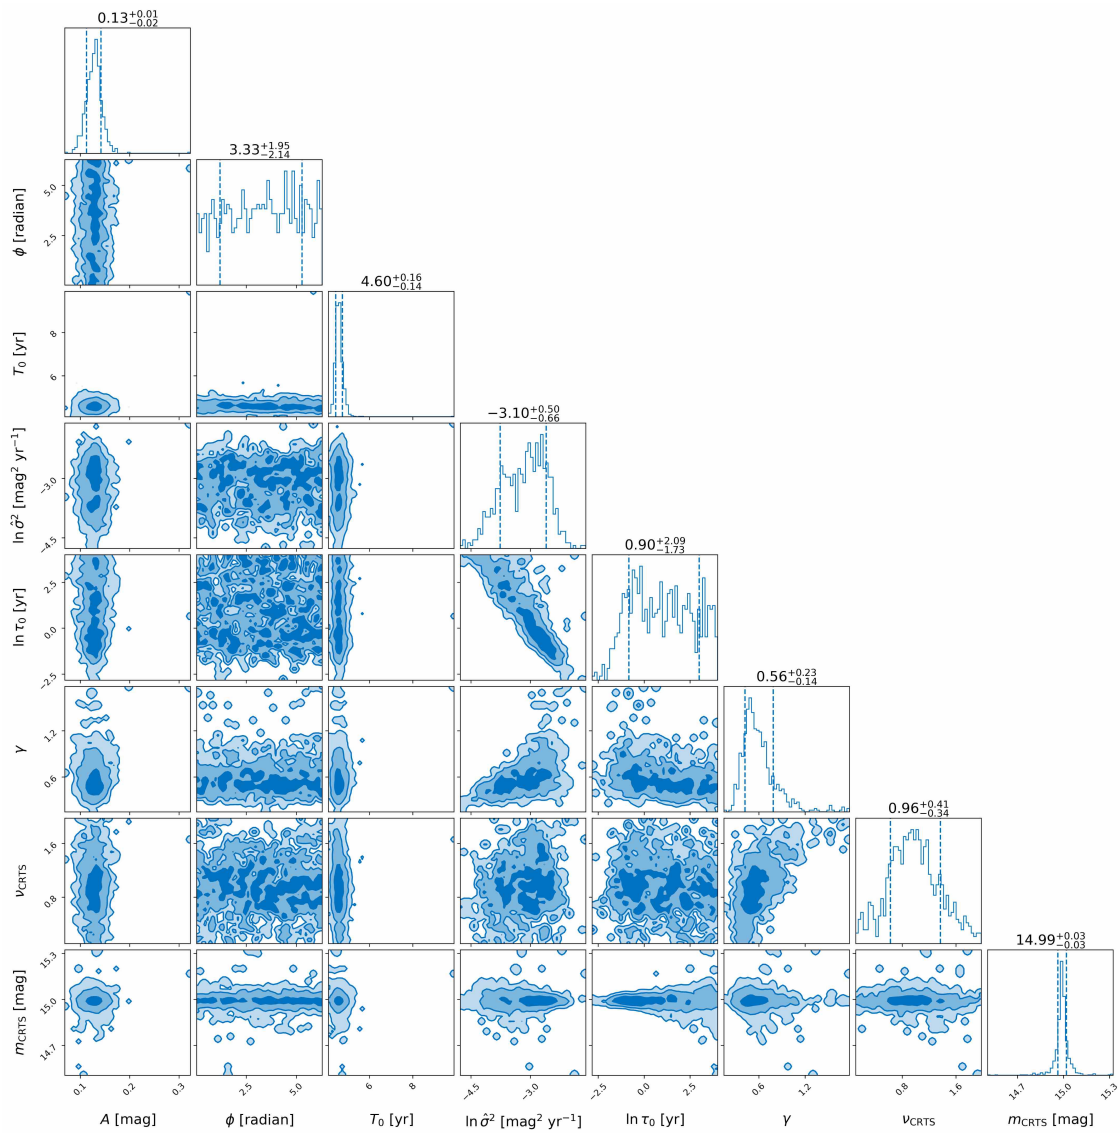 0.13^{+0.01}_{-0.02}
3.33^{+1.95}_{-2.14}
ϕ [radian]
5.0
2.5
4.60^{+0.16}_{-0.14}
T_0 [yr]
8
6
−3.10^{+0.50}_{-0.66}
ln σ̂^2 [mag^2 yr^{−1}]
−3.0
−4.5
0.90^{+2.09}_{-1.73}
ln τ_0 [yr]
2.5
0.0
−2.5
0.56^{+0.23}_{-0.14}
γ
1.2
0.6
0.96^{+0.41}_{-0.34}
ν_CRTS
1.6
0.8
14.99^{+0.03}_{-0.03}
m_CRTS [mag]
15.3
15.0
14.7
0.1 0.2 0.3 2.5 5.0 6 8 −4.5 −3.0 −2.5 0.0 2.5 0.6 1.2 0.8 1.6 14.7 15.0 15.3
A [mag] ϕ [radian] T_0 [yr] ln σ̂^2 [mag^2 yr^{−1}] ln τ_0 [yr] γ ν_CRTS m_CRTS [mag]